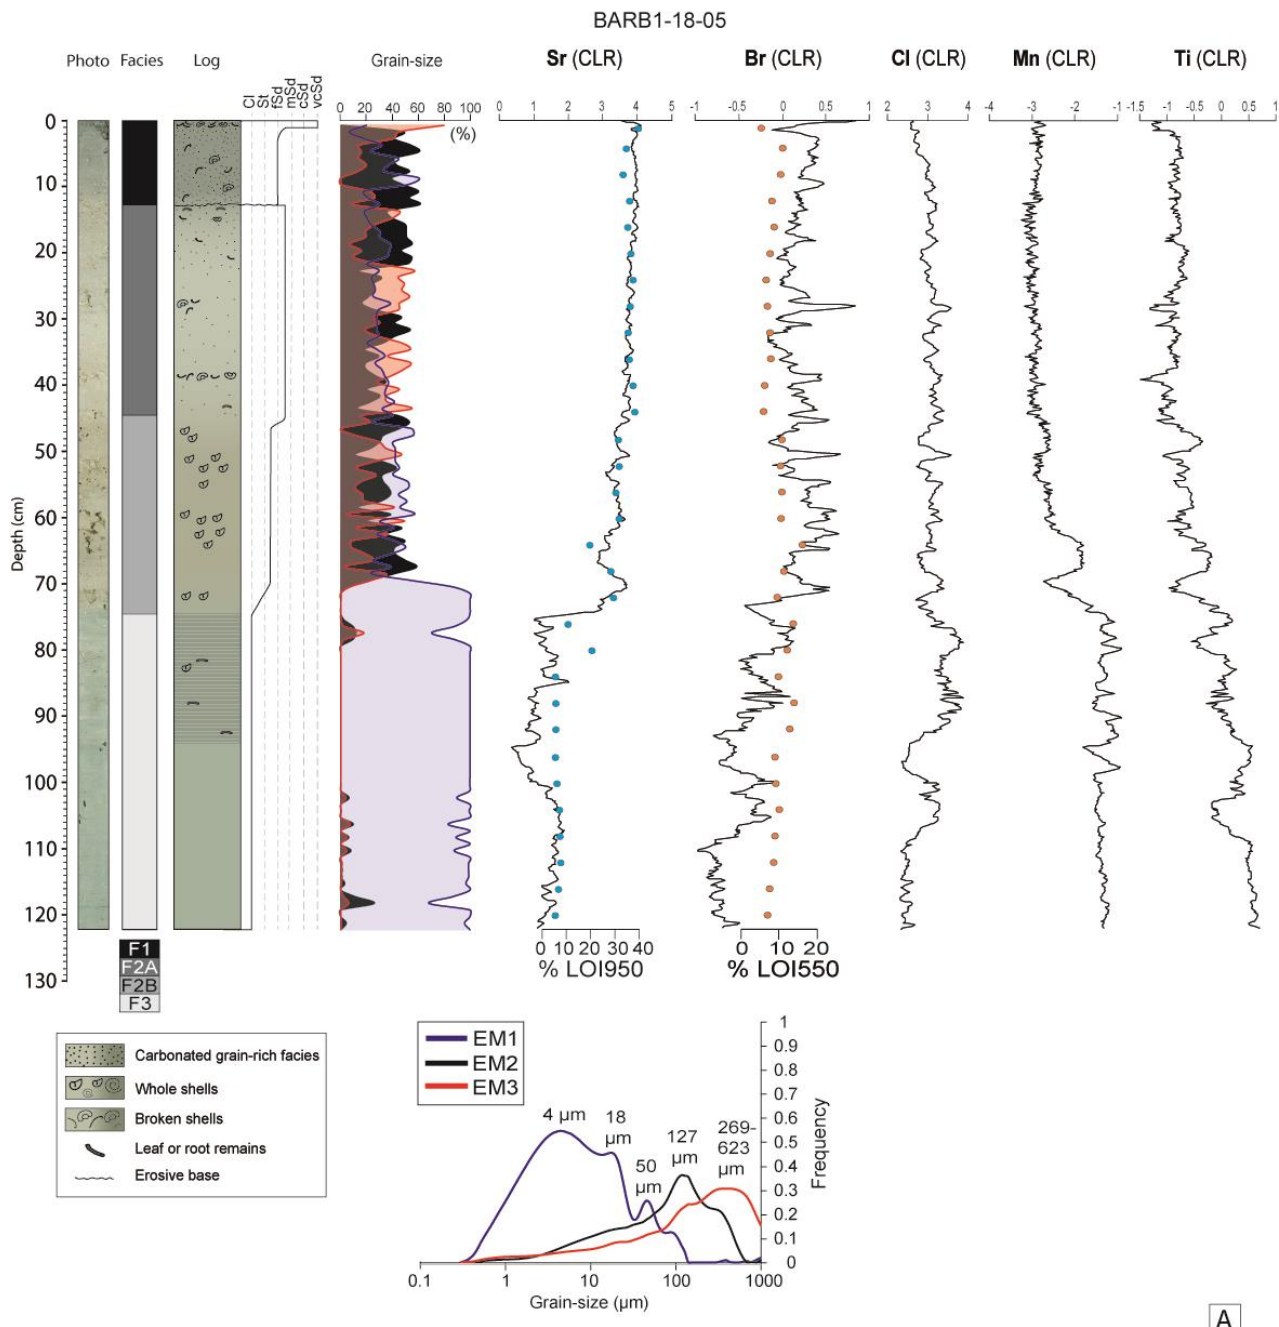 BARB1-18-05
Photo Facies Log Grain-size Sr (CLR) Br (CLR) Cl (CLR) Mn (CLR) Ti (CLR)
Cl St fSd mSd cSd vcSd
0 20 40 60 80 100 0 1 2 3 4 5 -1 -0.5 0 0.5 1 2 3 4 -4 -3 -2 -1 -1.5 -1 -0.5 0 0.5 1
(%)
0
10
20
30
40
50
60
70
80
90
100
110
120
130
Depth (cm)
F1
F2A
F2B
F3
0 10 20 30 40
% LOI950
0 10 20
% LOI550
Carbonated grain-rich facies
Whole shells
Broken shells
Leaf or root remains
Erosive base
EM1
EM2
EM3
4 µm
18
µm
50
µm
127
µm
269-
623
µm
1
0.9
0.8
0.7
0.6
0.5
0.4
0.3
0.2
0.1
0
Frequency
0.1 1 10 100 1000
Grain-size (µm)
A